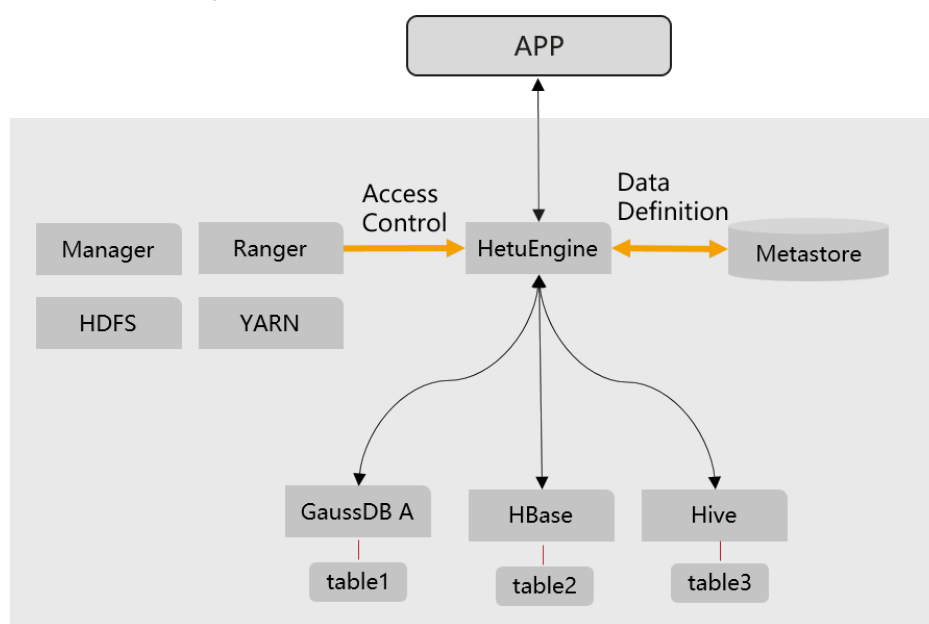 APP
Access
Control
Data
Definition
Manager
Ranger
HetuEngine
Metastore
HDFS
YARN
GaussDB A
HBase
Hive
table1
table2
table3